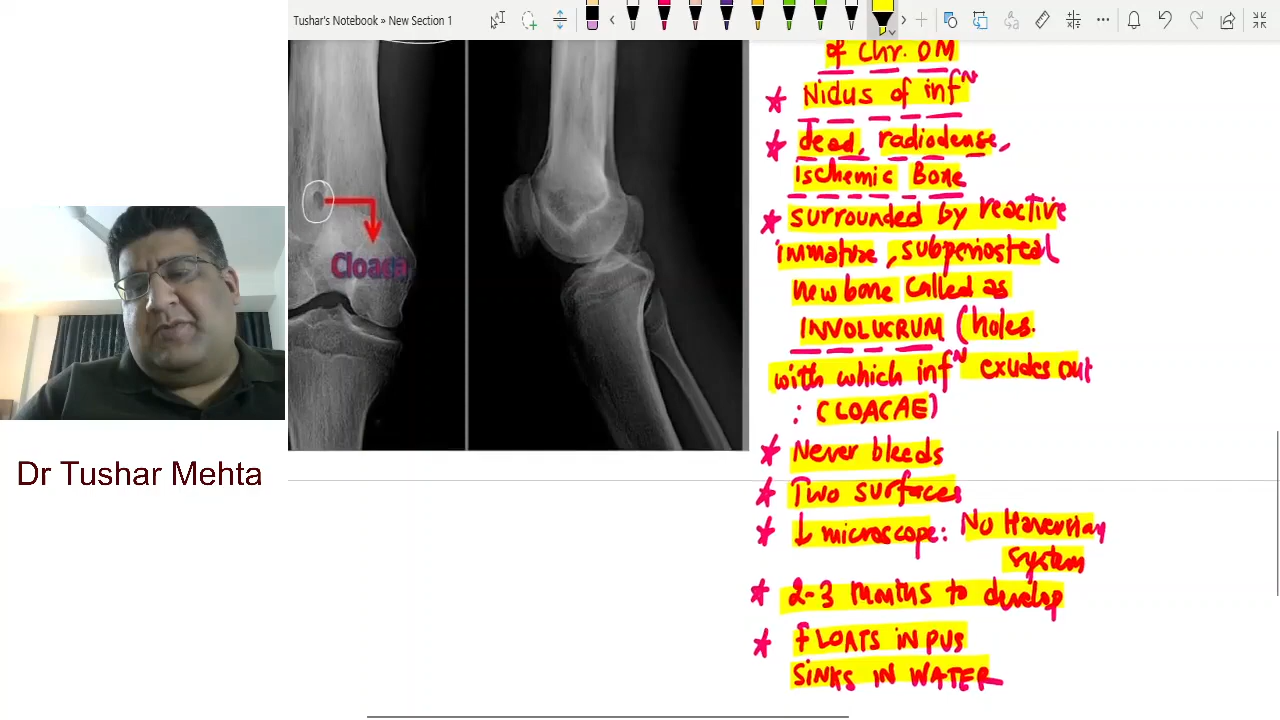 Tushar's Notebook » New Section 1
of Chr. OM
★ Nidus of infᴺ
★ dead, radiodense,
Ischemic Bone
★ surrounded by reactive
immature, subperiosteal
New bone called as
INVOLUCRUM (holes
with which infᴺ exudes out
: (CLOACAE)
★ Never bleeds
★ Two surfaces
★ ↓ microscope: No Haversian
system
★ 2-3 months to develop
★ FLOATS IN PUS
SINKS IN WATER
Cloaca
Dr Tushar Mehta